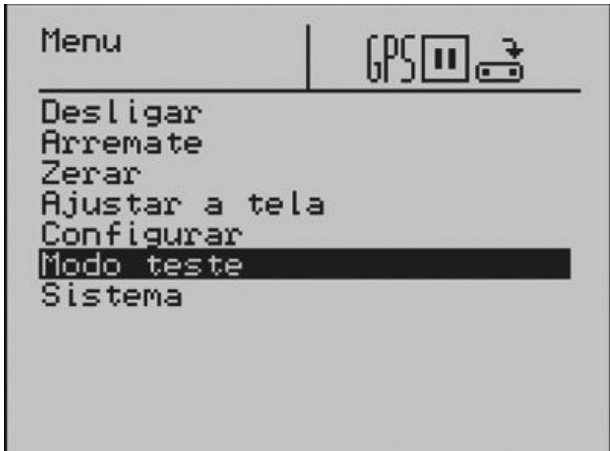 Menu GPS
Desligar
Arremate
Zerar
Ajustar a tela
Configurar
Modo teste
Sistema